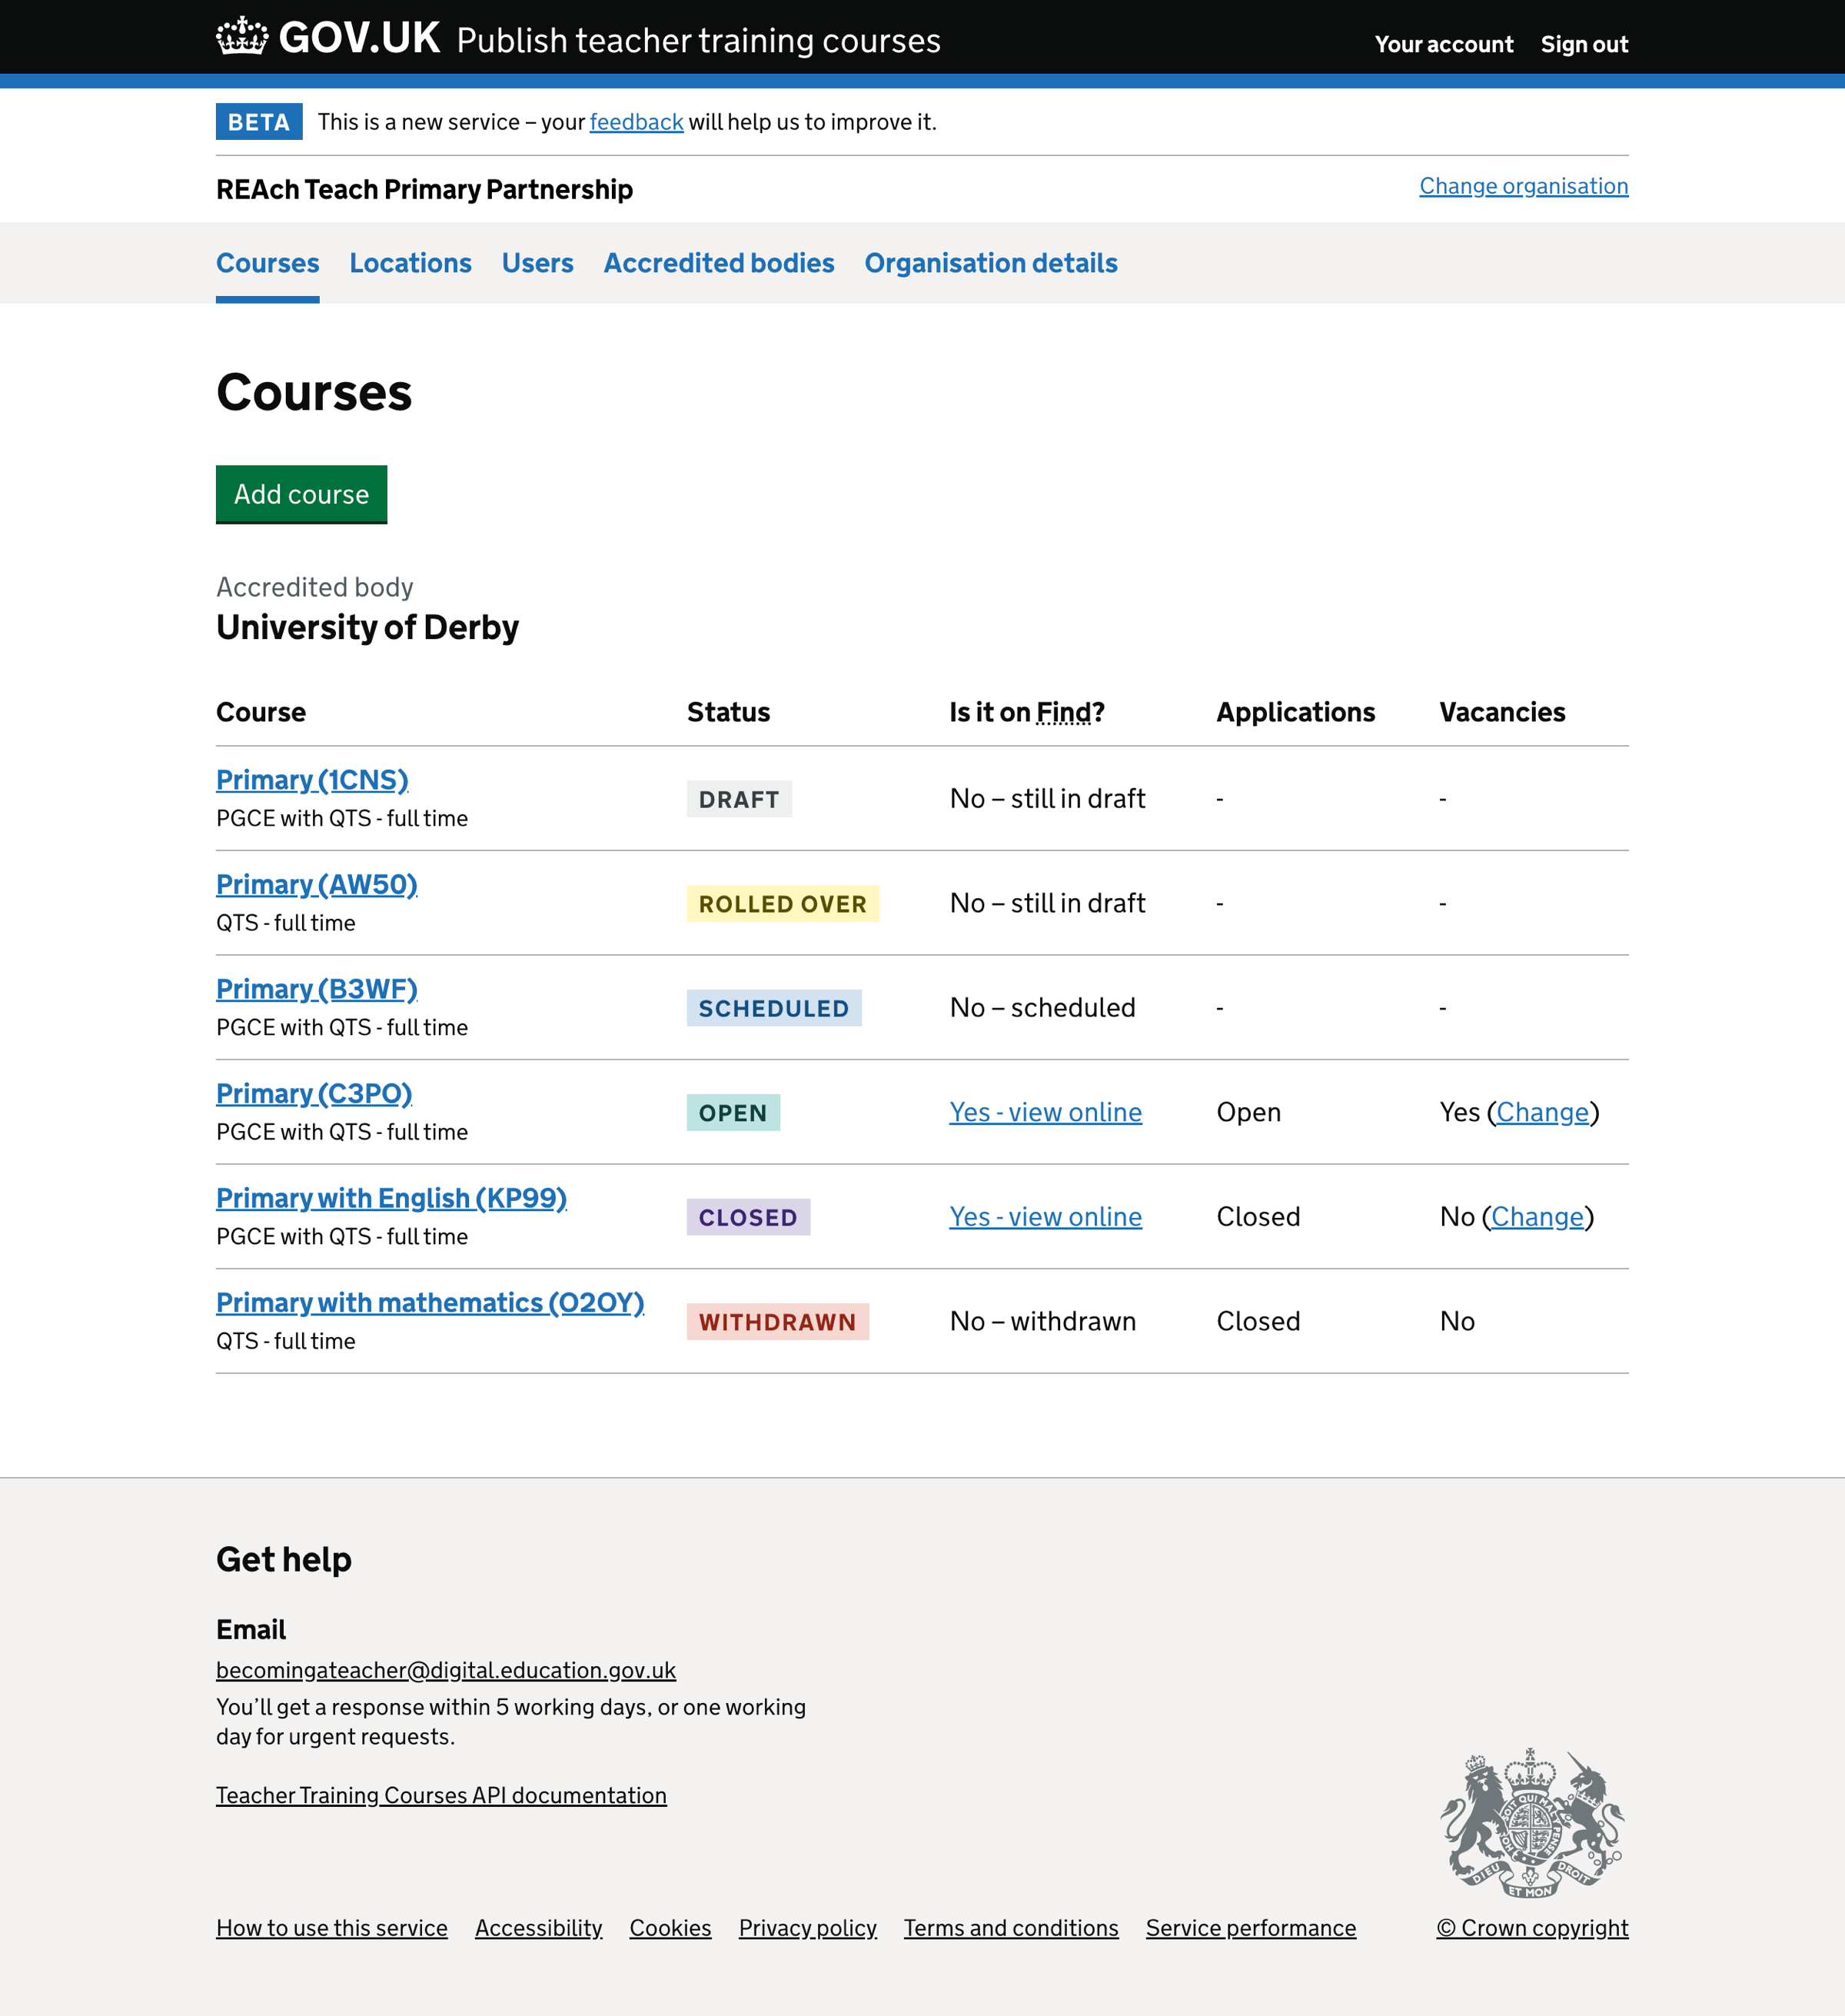 GOV.UK Publish teacher training courses
Your account Sign out
BETA This is a new service – your feedback will help us to improve it.
REAch Teach Primary Partnership
Change organisation
Courses Locations Users Accredited bodies Organisation details
Courses
Add course
Accredited body
University of Derby
Course Status Is it on Find? Applications Vacancies
Primary (1CNS)
PGCE with QTS - full time
DRAFT No – still in draft - -
Primary (AW50)
QTS - full time
ROLLED OVER No – still in draft - -
Primary (B3WF)
PGCE with QTS - full time
SCHEDULED No – scheduled - -
Primary (C3PO)
PGCE with QTS - full time
OPEN Yes - view online Open Yes (Change)
Primary with English (KP99)
PGCE with QTS - full time
CLOSED Yes - view online Closed No (Change)
Primary with mathematics (O2OY)
QTS - full time
WITHDRAWN No – withdrawn Closed No
Get help
Email
becomingateacher@digital.education.gov.uk
You’ll get a response within 5 working days, or one working
day for urgent requests.
Teacher Training Courses API documentation
DIEU ET MON DROIT
How to use this service Accessibility Cookies Privacy policy Terms and conditions Service performance
© Crown copyright